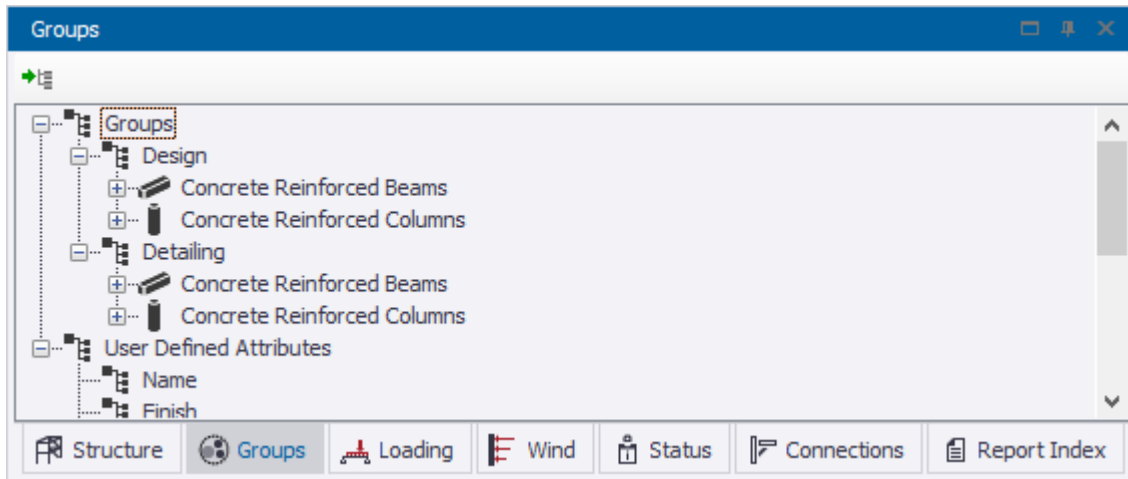 Groups
Groups
Design
Concrete Reinforced Beams
Concrete Reinforced Columns
Detailing
Concrete Reinforced Beams
Concrete Reinforced Columns
User Defined Attributes
Name
Finish
Structure Groups Loading Wind Status Connections Report Index